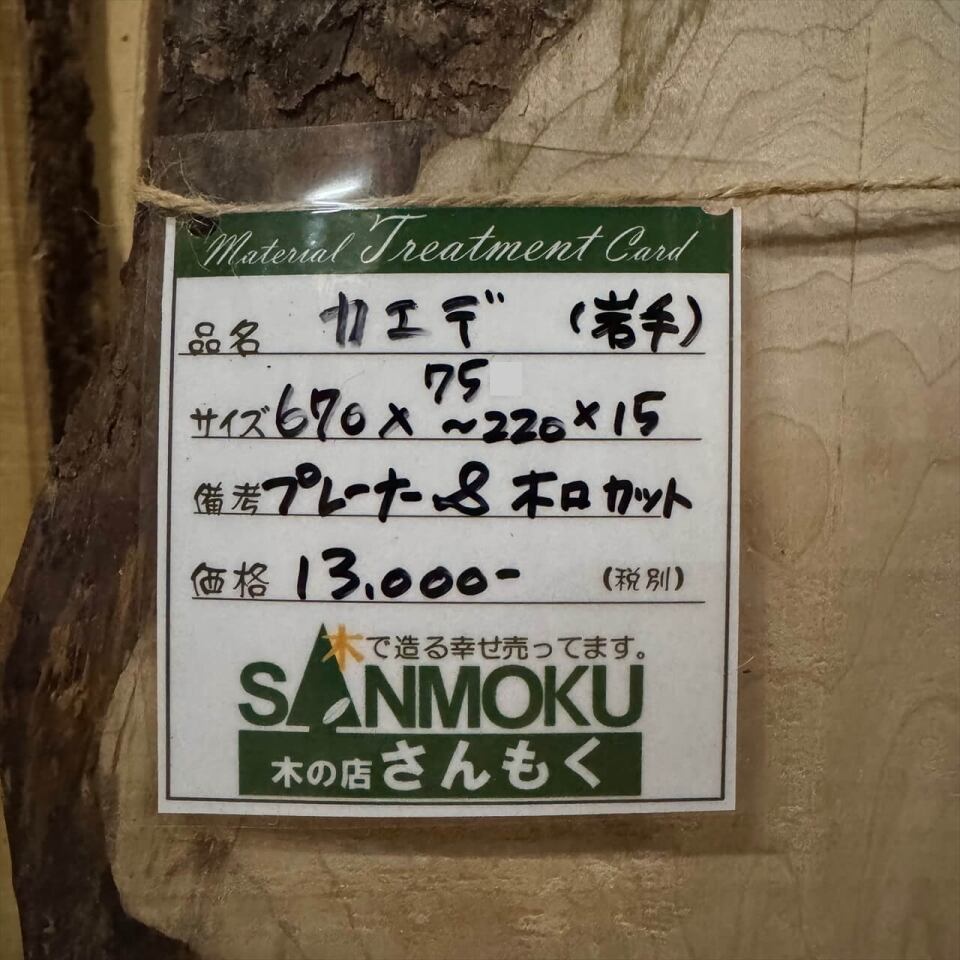 Material Treatment Card
品名 カエデ (岩手)
サイズ 670 × 75～220 × 15
備考 プレーナー & 木口カット
価格 13,000- (税別)
木で造る幸せ売ってます。
SANMOKU
木の店 さんもく